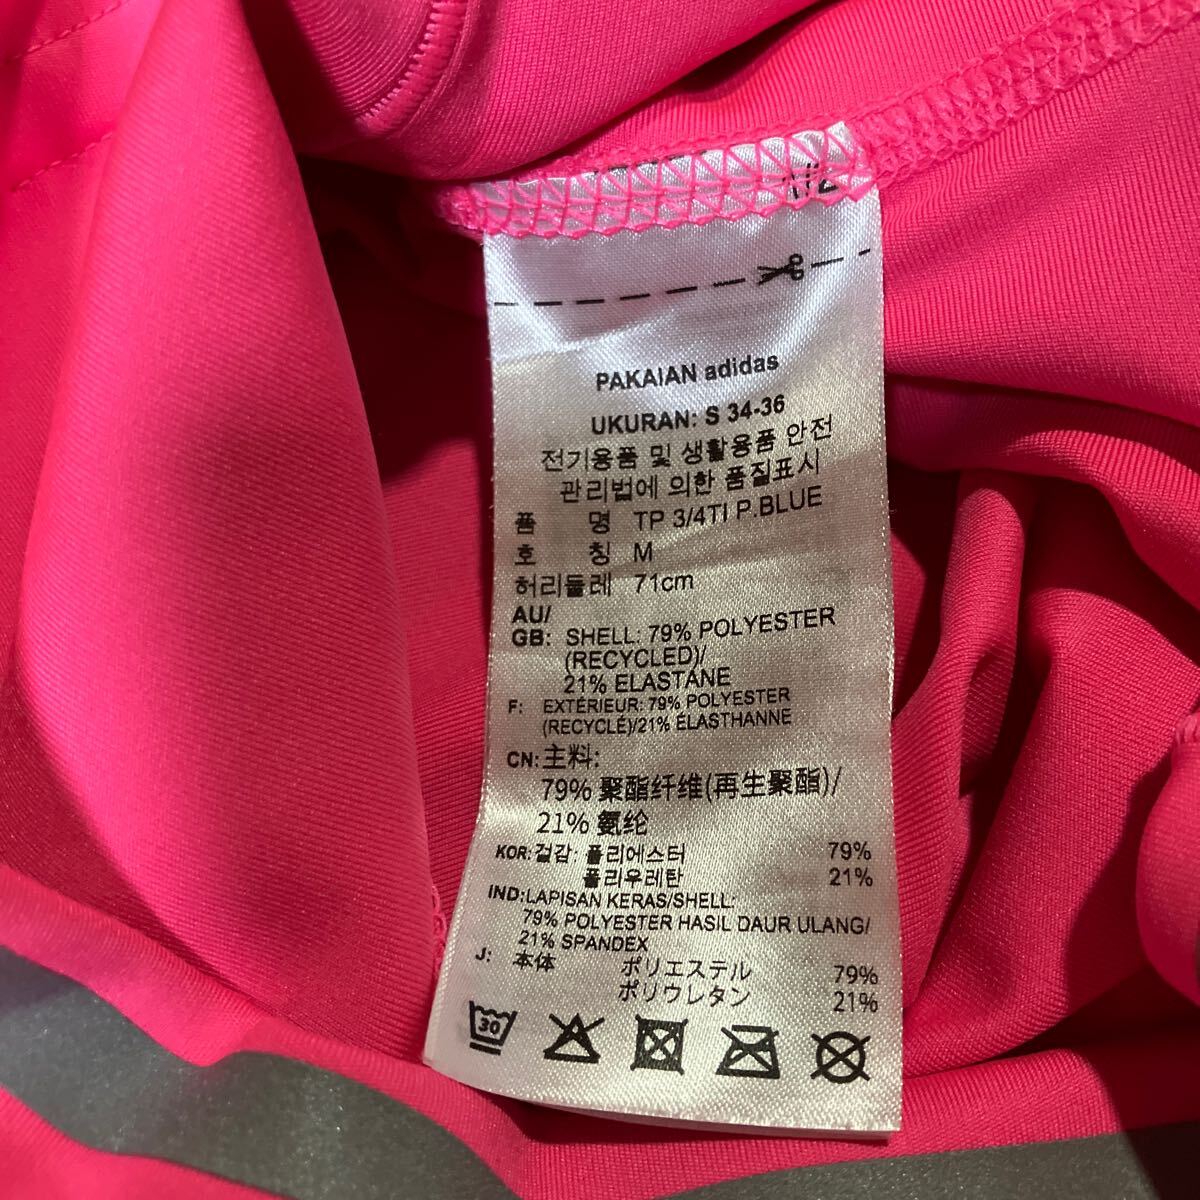 PAKAIAN adidas
UKURAN: S 34-36
전기용품 및 생활용품 안전
관리법에 의한 품질표시
품 명 TP 3/4TI P.BLUE
호 칭 M
허리둘레 71cm
AU/
GB: SHELL: 79% POLYESTER
(RECYCLED)/
21% ELASTANE
F: EXTÉRIEUR: 79% POLYESTER
(RECYCLÉ)/21% ÉLASTHANNE
CN: 主料:
79% 聚酯纤维(再生聚酯)/
21% 氨纶
KOR: 겉감: 폴리에스터 79%
폴리우레탄 21%
IND: LAPISAN KERAS/SHELL:
79% POLYESTER HASIL DAUR ULANG/
21% SPANDEX
J: 本体 ポリエステル 79%
ポリウレタン 21%
30